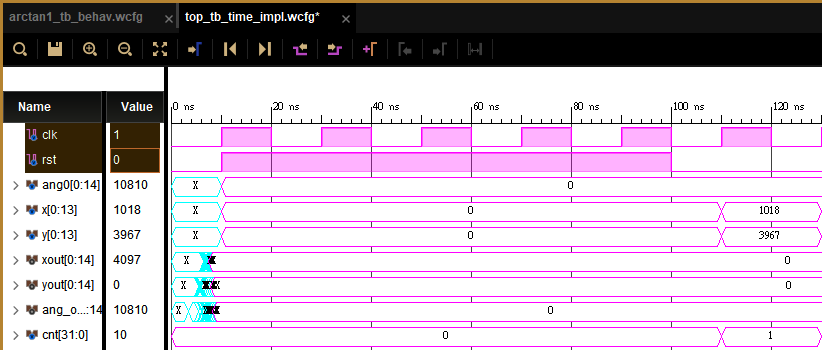 arctan1_tb_behav.wcfg × top_tb_time_impl.wcfg* ×
Name Value 0 ns 20 ns 40 ns 60 ns 80 ns 100 ns 120 ns
clk 1
rst 0
ang0[0:14] 10810 X 0
x[0:13] 1018 X 0 1018
y[0:13] 3967 X 0 3967
xout[0:14] 4097 X X 0
yout[0:14] 0 X X X 0
ang_o...:14] 10810 X X X 0
cnt[31:0] 10 0 1